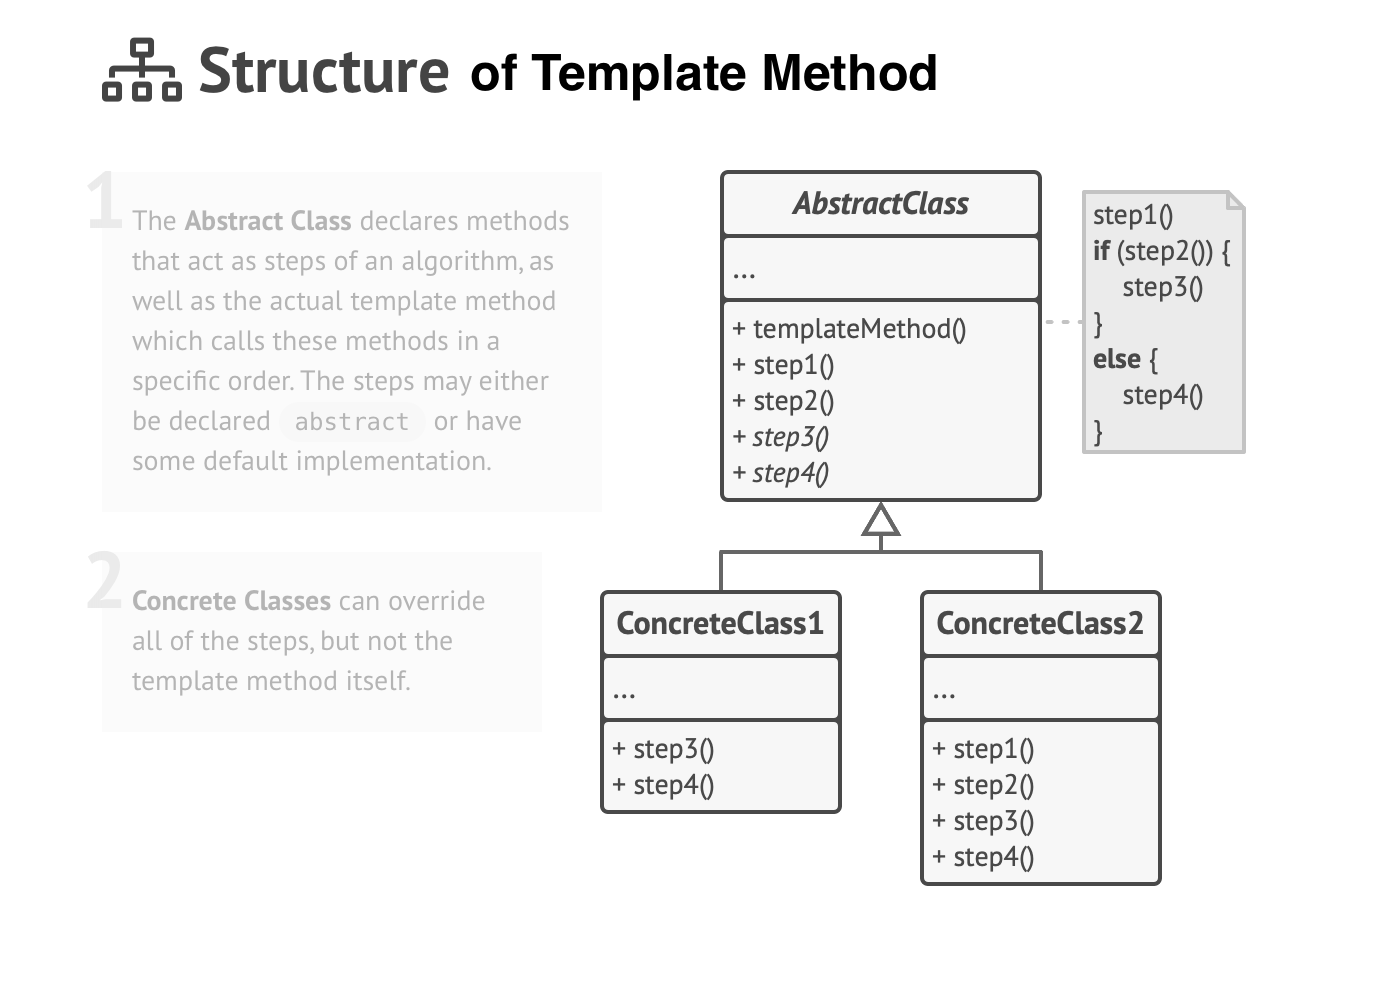 Structure of Template Method
1
The Abstract Class declares methods
that act as steps of an algorithm, as
well as the actual template method
which calls these methods in a
specific order. The steps may either
be declared abstract or have
some default implementation.
AbstractClass
...
+ templateMethod()
+ step1()
+ step2()
+ step3()
+ step4()
step1()
if (step2()) {
step3()
}
else {
step4()
}
2
Concrete Classes can override
all of the steps, but not the
template method itself.
ConcreteClass1
...
+ step3()
+ step4()
ConcreteClass2
...
+ step1()
+ step2()
+ step3()
+ step4()